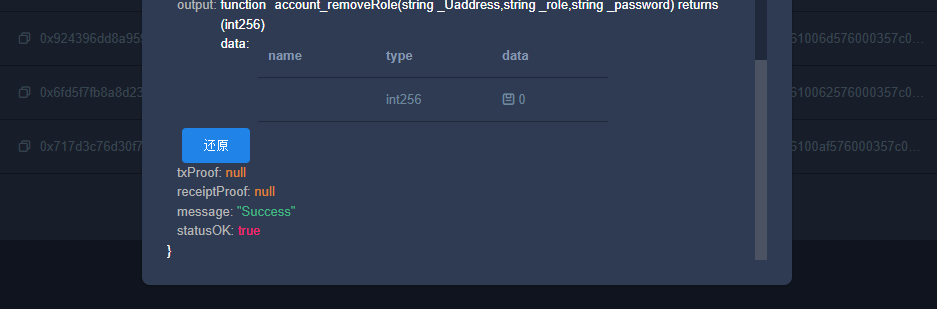 output: function account_removeRole(string _Uaddress,string _role,string _password) returns
(int256)
data:
name type data
int256 0
还原
txProof: null
receiptProof: null
message: "Success"
statusOK: true
}
0x924396dd8a959
61006d576000357c0...
0x6fd5f7fb8a8d23
610062576000357c0...
0x717d3c76d30f7
6100af576000357c0...